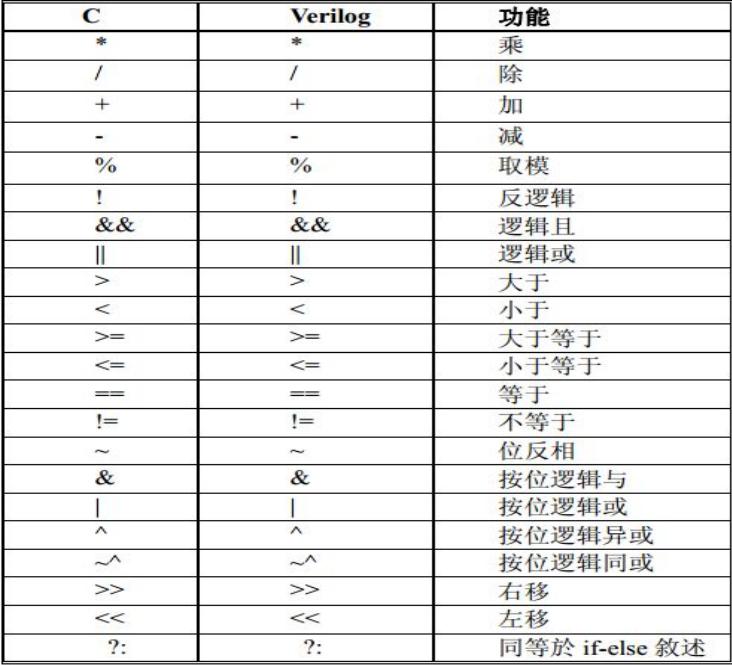 C Verilog 功能
* * 乘
/ / 除
+ + 加
- - 减
% % 取模
! ! 反逻辑
&& && 逻辑且
|| || 逻辑或
> > 大于
< < 小于
>= >= 大于等于
<= <= 小于等于
== == 等于
!= != 不等于
~ ~ 位反相
& & 按位逻辑与
| | 按位逻辑或
^ ^ 按位逻辑异或
~^ ~^ 按位逻辑同或
>> >> 右移
<< << 左移
?: ?: 同等於 if-else 敘述